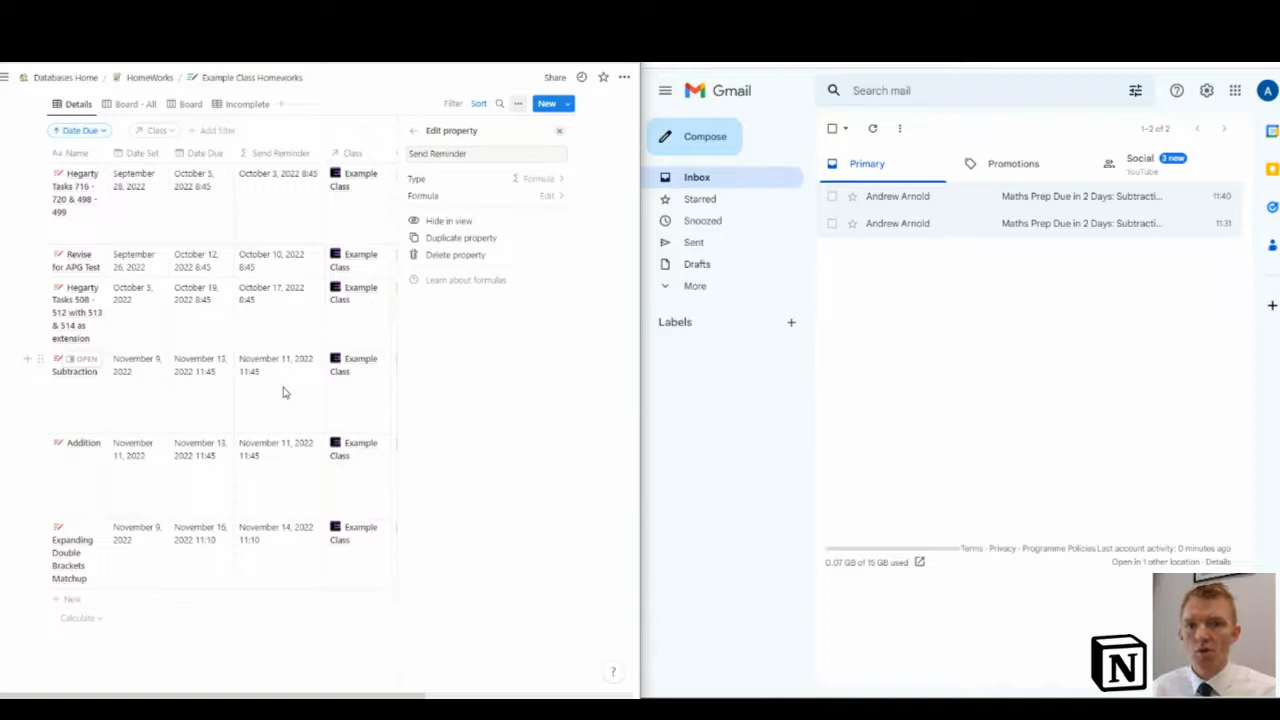 Databases Home / HomeWorks / Example Class Homeworks
Share
Details
Board - All
Board
Incomplete
Filter
Sort
New
Date Due
Class
Add filter
Aa Name
Date Set
Date Due
Σ Send Reminder
Class
Hegarty
Tasks 716 -
720 & 498 -
499
September
28, 2022
October 5,
2022 8:45
October 3, 2022 8:45
Example
Class
Revise
for APG Test
September
26, 2022
October 12,
2022 8:45
October 10, 2022
8:45
Example
Class
Hegarty
Tasks 508 -
512 with 513
& 514 as
extension
October 5,
2022
October 19,
2022 8:45
October 17, 2022
8:45
Example
Class
OPEN
Subtraction
November 9,
2022
November 13,
2022 11:45
November 11, 2022
11:45
Example
Class
Addition
November
11, 2022
November 13,
2022 11:45
November 11, 2022
11:45
Example
Class
Expanding
Double
Brackets
Matchup
November 9,
2022
November 16,
2022 11:10
November 14, 2022
11:10
Example
Class
+ New
Calculate
Edit property
Send Reminder
Type
Σ Formula
Formula
Edit
Hide in view
Duplicate property
Delete property
Learn about formulas
?
Gmail
Search mail
A
Compose
Inbox
Starred
Snoozed
Sent
Drafts
More
Labels
1–2 of 2
Primary
Promotions
Social
3 new
YouTube
Andrew Arnold
Maths Prep Due in 2 Days: Subtracti...
11:40
Andrew Arnold
Maths Prep Due in 2 Days: Subtracti...
11:31
0.07 GB of 15 GB used
Terms · Privacy · Programme Policies
Last account activity: 0 minutes ago
Open in 1 other location · Details
N